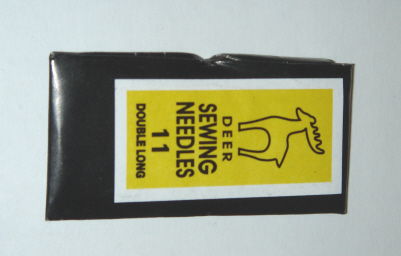 DEER
SEWING
NEEDLES
11
DOUBLE LONG